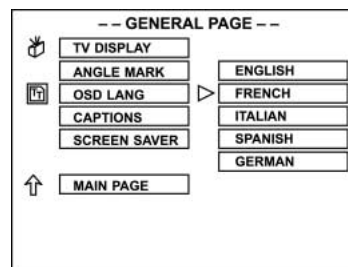 -- GENERAL PAGE --
TV DISPLAY
ANGLE MARK
OSD LANG
CAPTIONS
SCREEN SAVER
MAIN PAGE
ENGLISH
FRENCH
ITALIAN
SPANISH
GERMAN